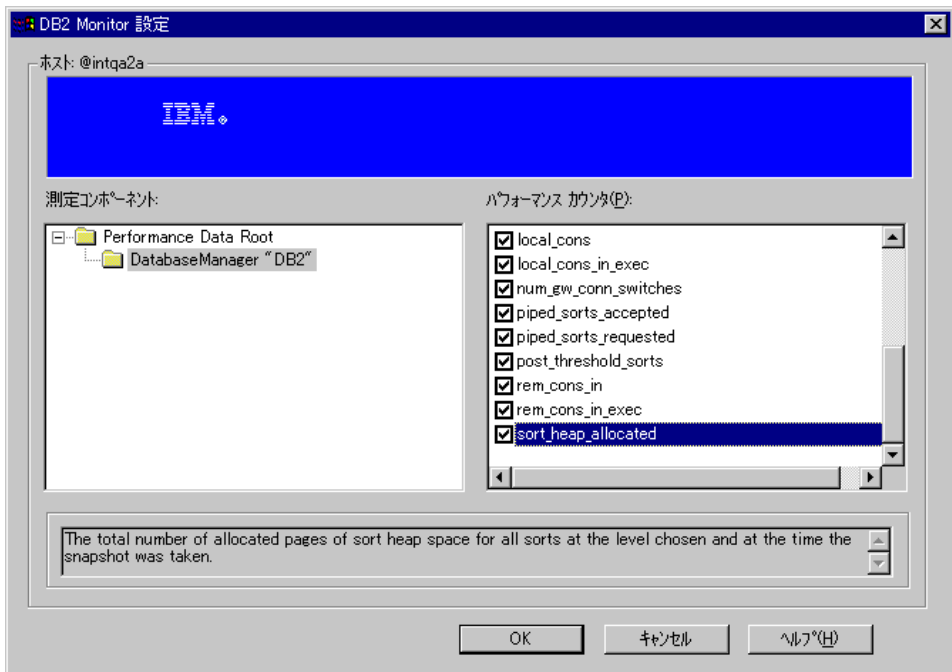 DB2 Monitor 設定
ホスト: @intqa2a
IBM®
測定コンポーネント:
パフォーマンス カウンタ(P):
Performance Data Root
DatabaseManager "DB2"
local_cons
local_cons_in_exec
num_gw_conn_switches
piped_sorts_accepted
piped_sorts_requested
post_threshold_sorts
rem_cons_in
rem_cons_in_exec
sort_heap_allocated
The total number of allocated pages of sort heap space for all sorts at the level chosen and at the time the
snapshot was taken.
OK
キャンセル
ヘルプ(H)